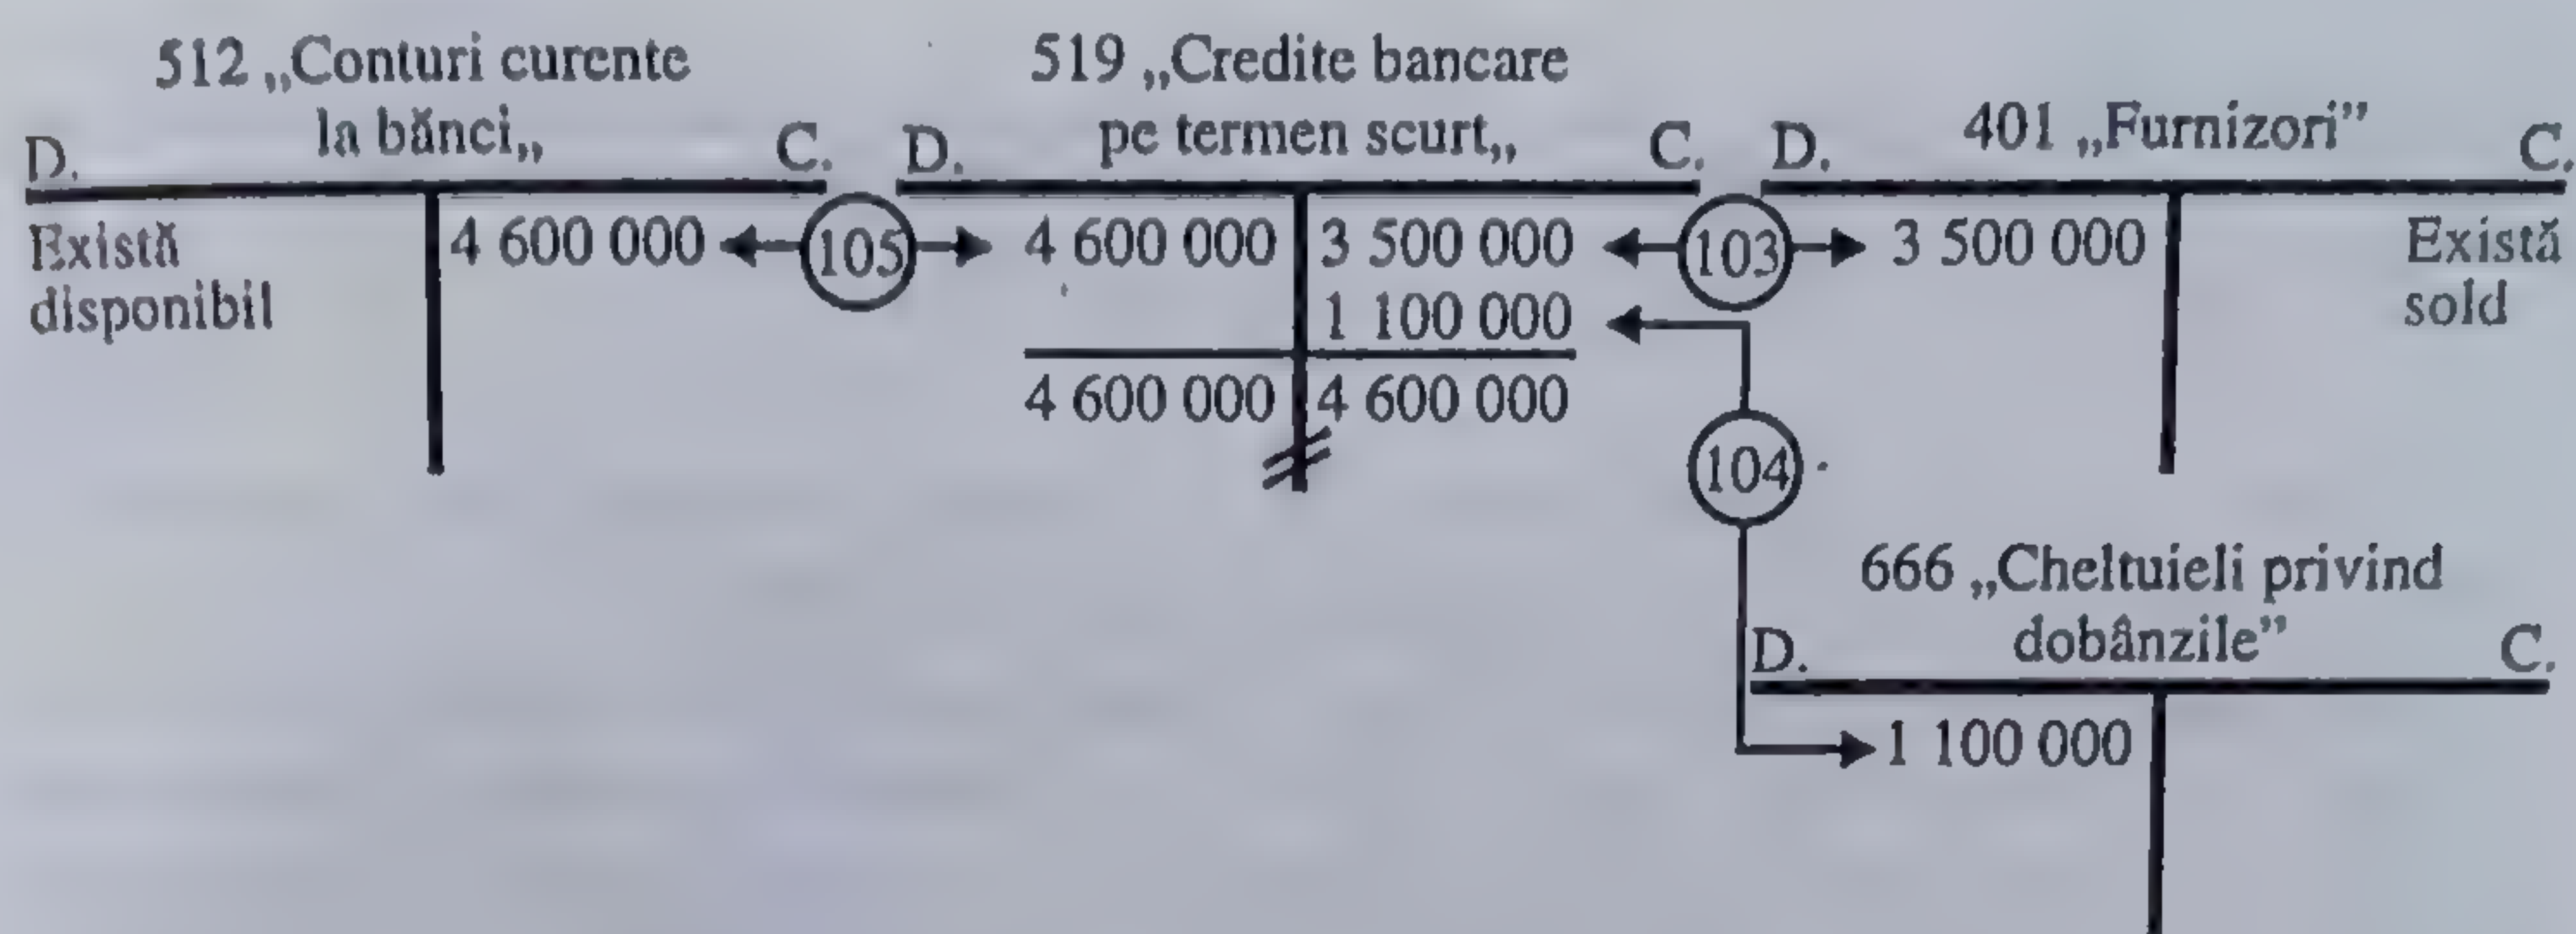 512 „Conturi curente
la bănci„
D. C.
Există
disponibil
4 600 000
105
519 „Credite bancare
pe termen scurt„
D. C.
4 600 000 3 500 000
1 100 000
4 600 000 4 600 000
103
104
401 „Furnizori”
D. C.
3 500 000 Există
sold
666 „Cheltuieli privind
dobânzile”
D. C.
1 100 000